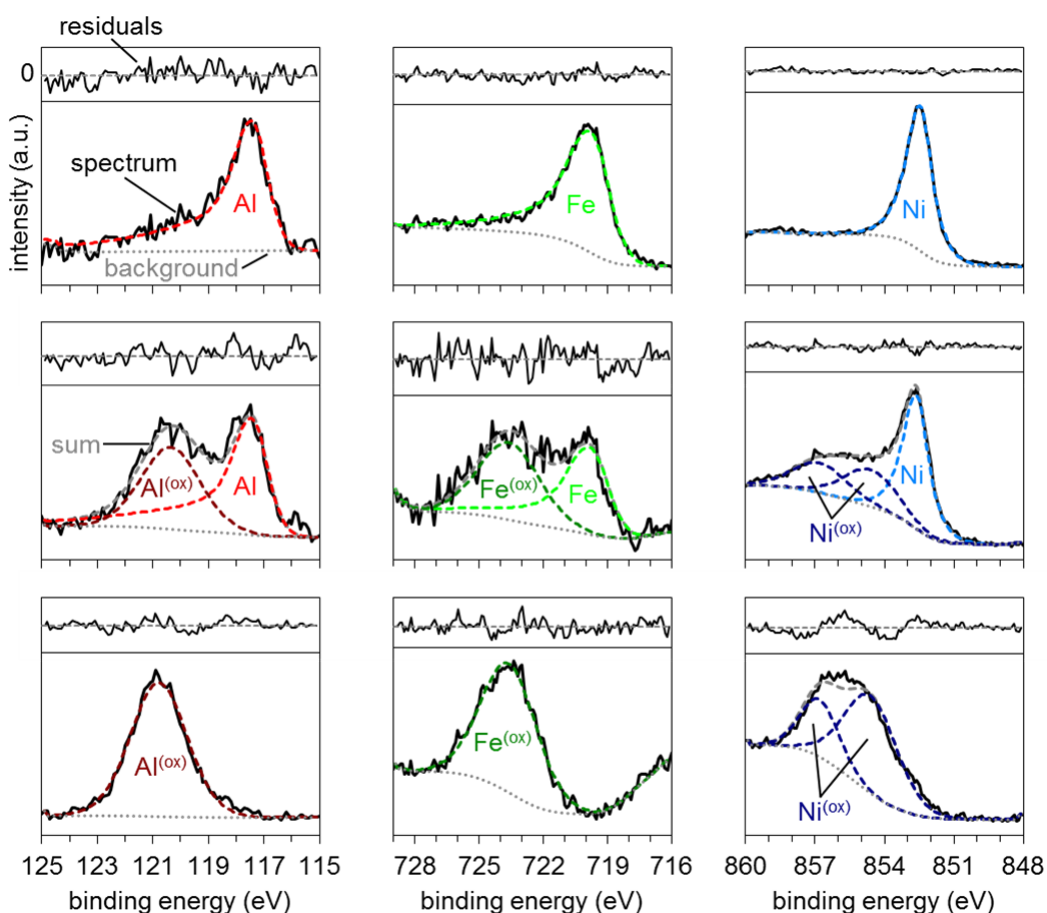 residuals
0
intensity (a.u.)
spectrum
Al
background
Fe
Ni
sum
Al(ox)
Al
Fe(ox)
Fe
Ni
Ni(ox)
Al(ox)
Fe(ox)
Ni(ox)
125 123 121 119 117 115
728 725 722 719 716
860 857 854 851 848
binding energy (eV)
binding energy (eV)
binding energy (eV)